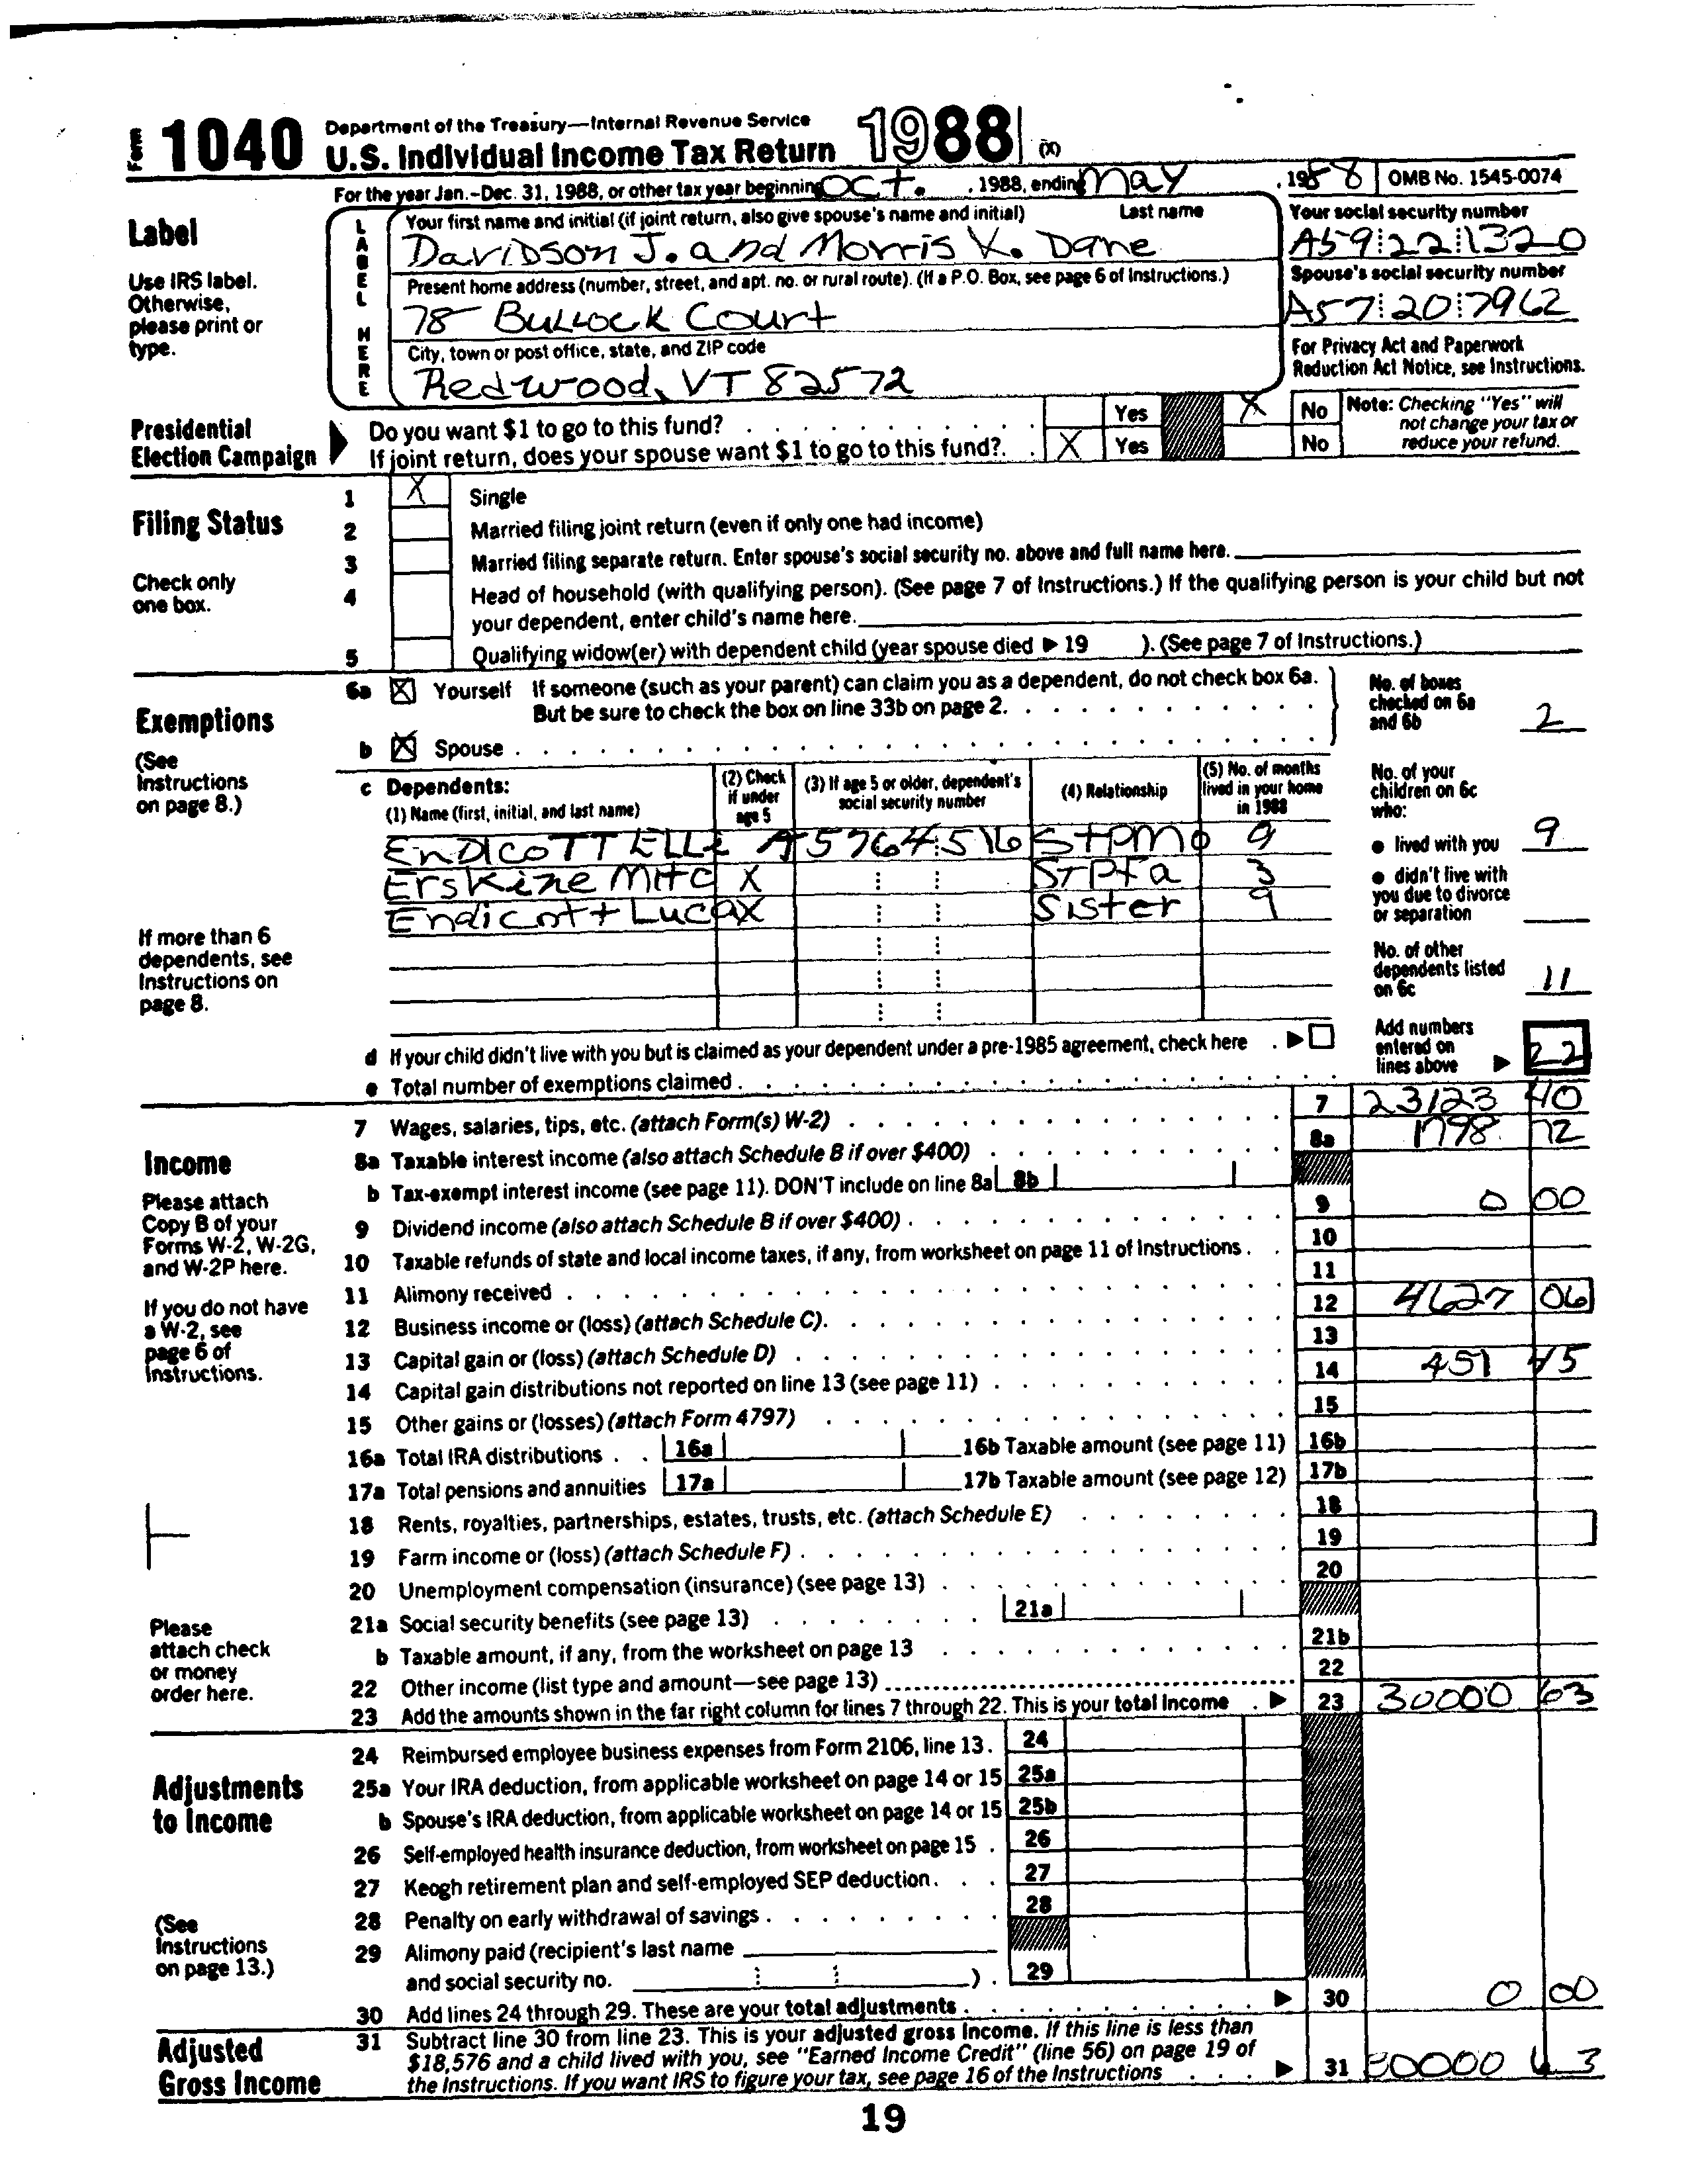 Form 1040 Department of the Treasury—Internal Revenue Service
U.S. Individual Income Tax Return 1988 (X)
For the year Jan.-Dec. 31, 1988, or other tax year beginning Oct. , 1988, ending May , 1988 OMB No. 1545-0074
Label
Use IRS label.
Otherwise,
please print or
type.
LABEL HERE
Your first name and initial (if joint return, also give spouse's name and initial) Last name
Davidson J. and Morris K. Dane
Your social security number
A59 22 1320
Present home address (number, street, and apt. no. or rural route). (If a P.O. Box, see page 6 of Instructions.)
78 Bullock Court
Spouse's social security number
A57 20 7962
City, town or post office, state, and ZIP code
Redwood, VT 82572
For Privacy Act and Paperwork
Reduction Act Notice, see Instructions.
Presidential
Election Campaign
Do you want $1 to go to this fund? Yes X No
If joint return, does your spouse want $1 to go to this fund? X Yes No
Note: Checking "Yes" will
not change your tax or
reduce your refund.
Filing Status
Check only
one box.
1 X Single
2 Married filing joint return (even if only one had income)
3 Married filing separate return. Enter spouse's social security no. above and full name here.
4 Head of household (with qualifying person). (See page 7 of Instructions.) If the qualifying person is your child but not
your dependent, enter child's name here.
5 Qualifying widow(er) with dependent child (year spouse died ▶ 19 ). (See page 7 of Instructions.)
Exemptions
(See
Instructions
on page 8.)
6a X Yourself If someone (such as your parent) can claim you as a dependent, do not check box 6a.
But be sure to check the box on line 33b on page 2.
b X Spouse
No. of boxes
checked on 6a
and 6b 2
c Dependents:
(1) Name (first, initial, and last name)
(2) Check
if under
age 5
(3) If age 5 or older, dependent's
social security number
(4) Relationship
(5) No. of months
lived in your home
in 1988
Endicott Elli A5764 516 StpMo 9
Erskine Mitc X StPFa 3
Endicott Luca X Sister 9
If more than 6
dependents, see
Instructions on
page 8.
No. of your
children on 6c
who:
● lived with you 9
● didn't live with
you due to divorce
or separation
No. of other
dependents listed
on 6c 11
d If your child didn't live with you but is claimed as your dependent under a pre-1985 agreement, check here ▶
e Total number of exemptions claimed
Add numbers
entered on
lines above ▶ 22
Income
Please attach
Copy B of your
Forms W-2, W-2G,
and W-2P here.
If you do not have
a W-2, see
page 6 of
Instructions.
Please
attach check
or money
order here.
7 Wages, salaries, tips, etc. (attach Form(s) W-2) 7 23123 40
8a Taxable interest income (also attach Schedule B if over $400) 8a 1798 72
b Tax-exempt interest income (see page 11). DON'T include on line 8a 8b
9 Dividend income (also attach Schedule B if over $400) 9 0 00
10 Taxable refunds of state and local income taxes, if any, from worksheet on page 11 of Instructions 10
11 Alimony received 11
12 Business income or (loss) (attach Schedule C) 12 4627 06
13 Capital gain or (loss) (attach Schedule D) 13
14 Capital gain distributions not reported on line 13 (see page 11) 14 451 45
15 Other gains or (losses) (attach Form 4797) 15
16a Total IRA distributions 16a 16b Taxable amount (see page 11) 16b
17a Total pensions and annuities 17a 17b Taxable amount (see page 12) 17b
18 Rents, royalties, partnerships, estates, trusts, etc. (attach Schedule E) 18
19 Farm income or (loss) (attach Schedule F) 19
20 Unemployment compensation (insurance) (see page 13) 20
21a Social security benefits (see page 13) 21a
b Taxable amount, if any, from the worksheet on page 13 21b
22 Other income (list type and amount—see page 13) 22
23 Add the amounts shown in the far right column for lines 7 through 22. This is your total income ▶ 23 30000 63
Adjustments
to Income
(See
Instructions
on page 13.)
24 Reimbursed employee business expenses from Form 2106, line 13 24
25a Your IRA deduction, from applicable worksheet on page 14 or 15 25a
b Spouse's IRA deduction, from applicable worksheet on page 14 or 15 25b
26 Self-employed health insurance deduction, from worksheet on page 15 26
27 Keogh retirement plan and self-employed SEP deduction 27
28 Penalty on early withdrawal of savings 28
29 Alimony paid (recipient's last name
and social security no. ) 29
30 Add lines 24 through 29. These are your total adjustments ▶ 30 0 00
Adjusted
Gross Income
31 Subtract line 30 from line 23. This is your adjusted gross income. If this line is less than
$18,576 and a child lived with you, see "Earned Income Credit" (line 56) on page 19 of
the Instructions. If you want IRS to figure your tax, see page 16 of the Instructions ▶ 31 30000 63
19